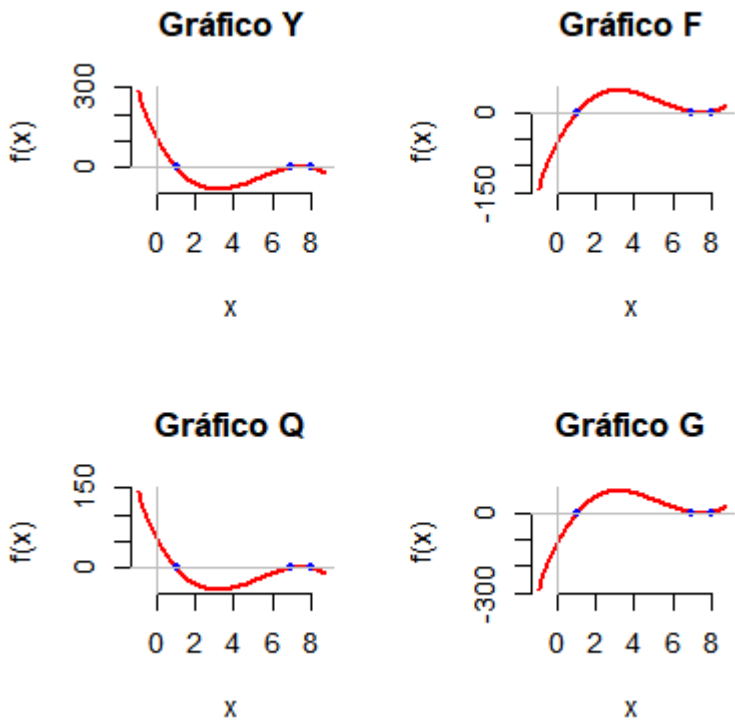 Gráfico Y
f(x)
300
0
0 2 4 6 8
x
Gráfico F
f(x)
0
-150
0 2 4 6 8
x
Gráfico Q
f(x)
150
0
0 2 4 6 8
x
Gráfico G
f(x)
0
-300
0 2 4 6 8
x